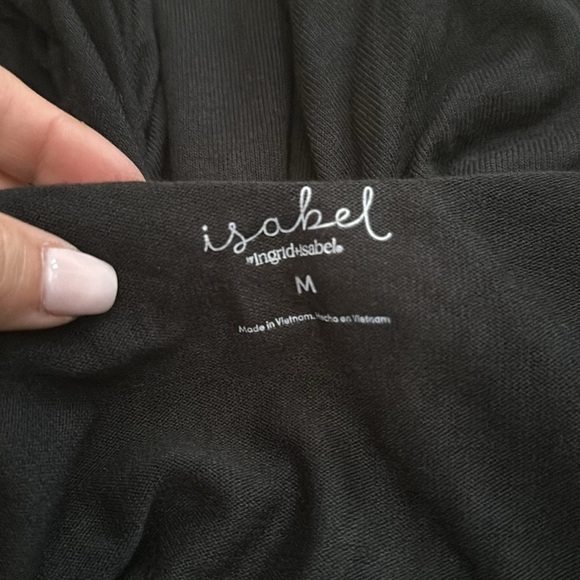 isabel
BY ingrid+isabel®
M
Made in Vietnam. Hecho en Vietnam